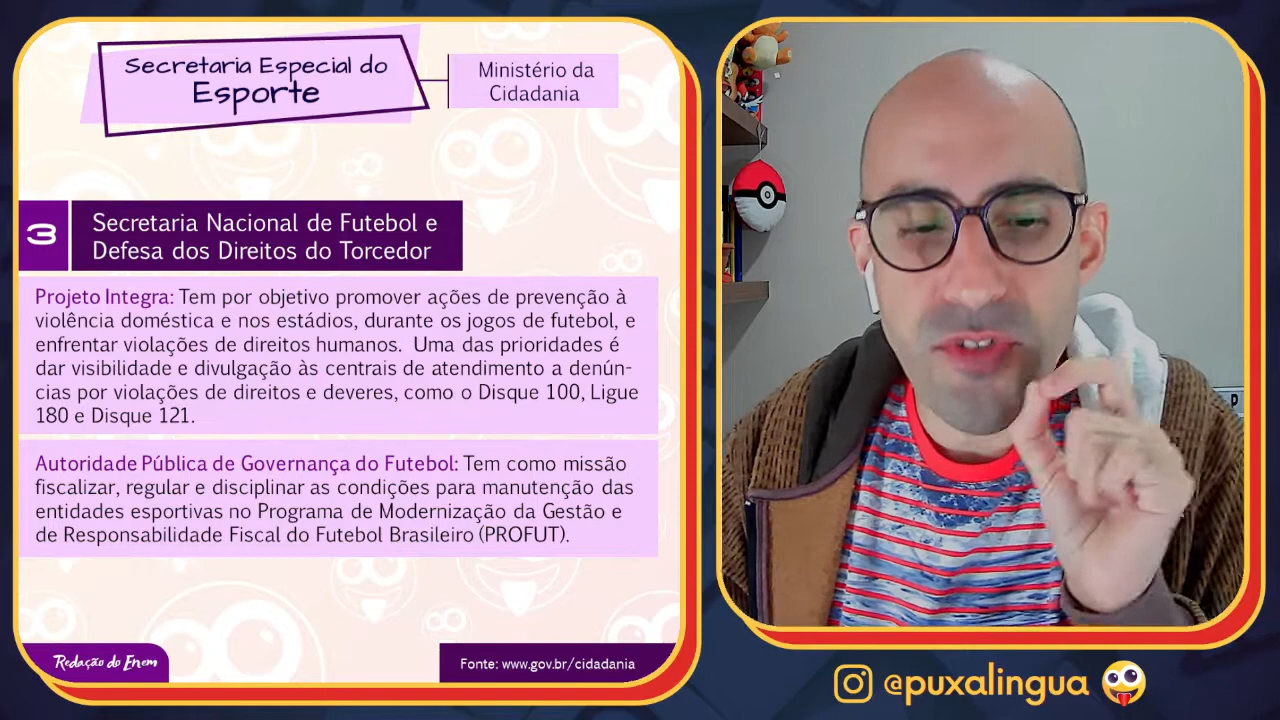 Secretaria Especial do
Esporte
Ministério da
Cidadania
3
Secretaria Nacional de Futebol e
Defesa dos Direitos do Torcedor
Projeto Integra: Tem por objetivo promover ações de prevenção à
violência doméstica e nos estádios, durante os jogos de futebol, e
enfrentar violações de direitos humanos. Uma das prioridades é
dar visibilidade e divulgação às centrais de atendimento a denún-
cias por violações de direitos e deveres, como o Disque 100, Ligue
180 e Disque 121.
Autoridade Pública de Governança do Futebol: Tem como missão
fiscalizar, regular e disciplinar as condições para manutenção das
entidades esportivas no Programa de Modernização da Gestão e
de Responsabilidade Fiscal do Futebol Brasileiro (PROFUT).
Redação do Enem
Fonte: www.gov.br/cidadania
P
@puxalingua